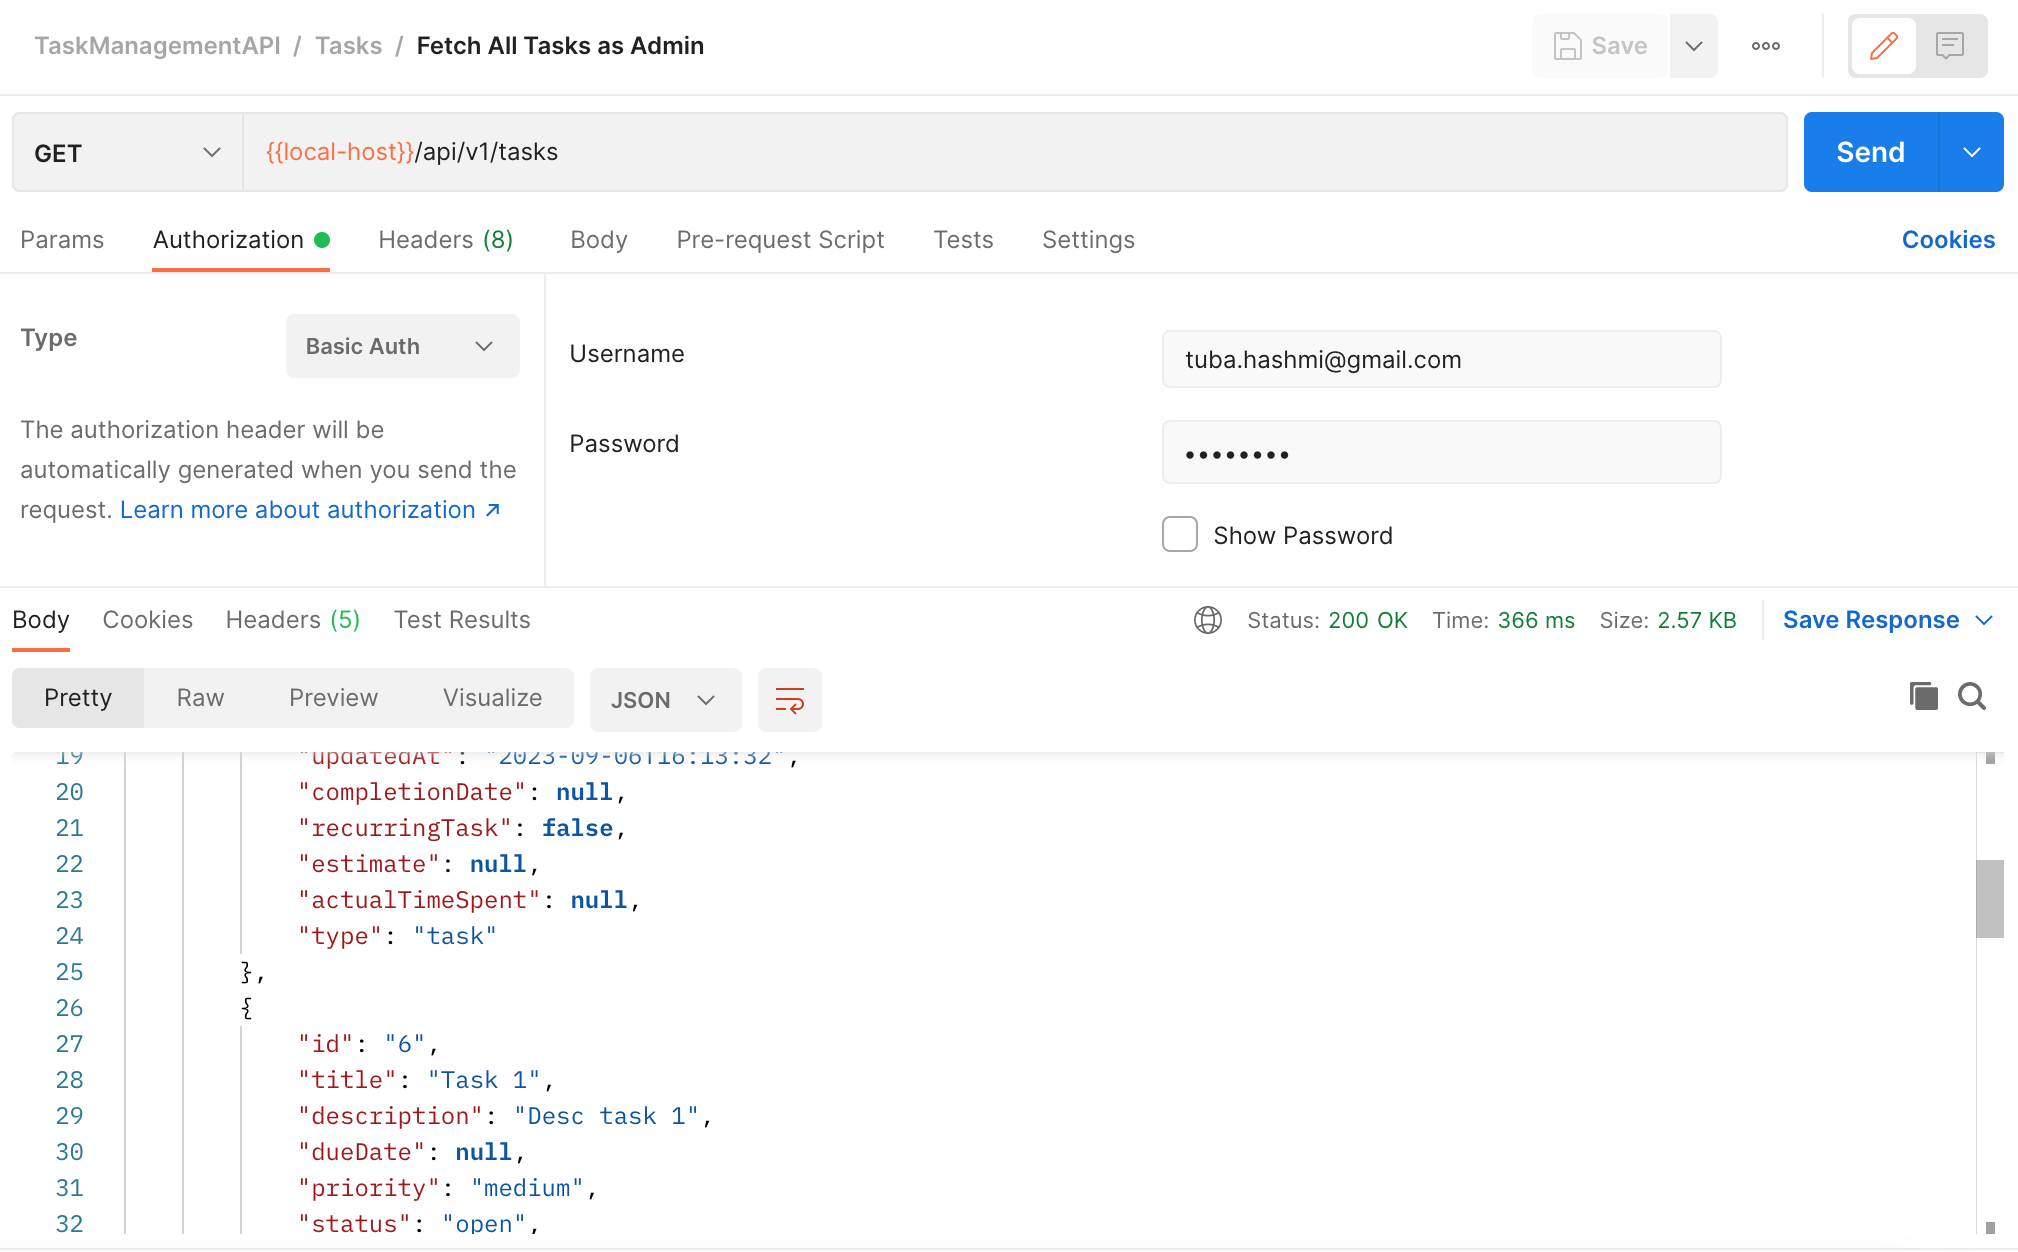 TaskManagementAPI / Tasks / Fetch All Tasks as Admin
Save
GET
{{local-host}}/api/v1/tasks
Send
Params Authorization Headers (8) Body Pre-request Script Tests Settings Cookies
Type
Basic Auth
The authorization header will be
automatically generated when you send the
request. Learn more about authorization ↗
Username
tuba.hashmi@gmail.com
Password
••••••••
Show Password
Body Cookies Headers (5) Test Results
Status: 200 OK Time: 366 ms Size: 2.57 KB Save Response
Pretty Raw Preview Visualize JSON
19 "updatedAt": "2023-09-06T16:13:32",
20 "completionDate": null,
21 "recurringTask": false,
22 "estimate": null,
23 "actualTimeSpent": null,
24 "type": "task"
25 },
26 {
27 "id": "6",
28 "title": "Task 1",
29 "description": "Desc task 1",
30 "dueDate": null,
31 "priority": "medium",
32 "status": "open",